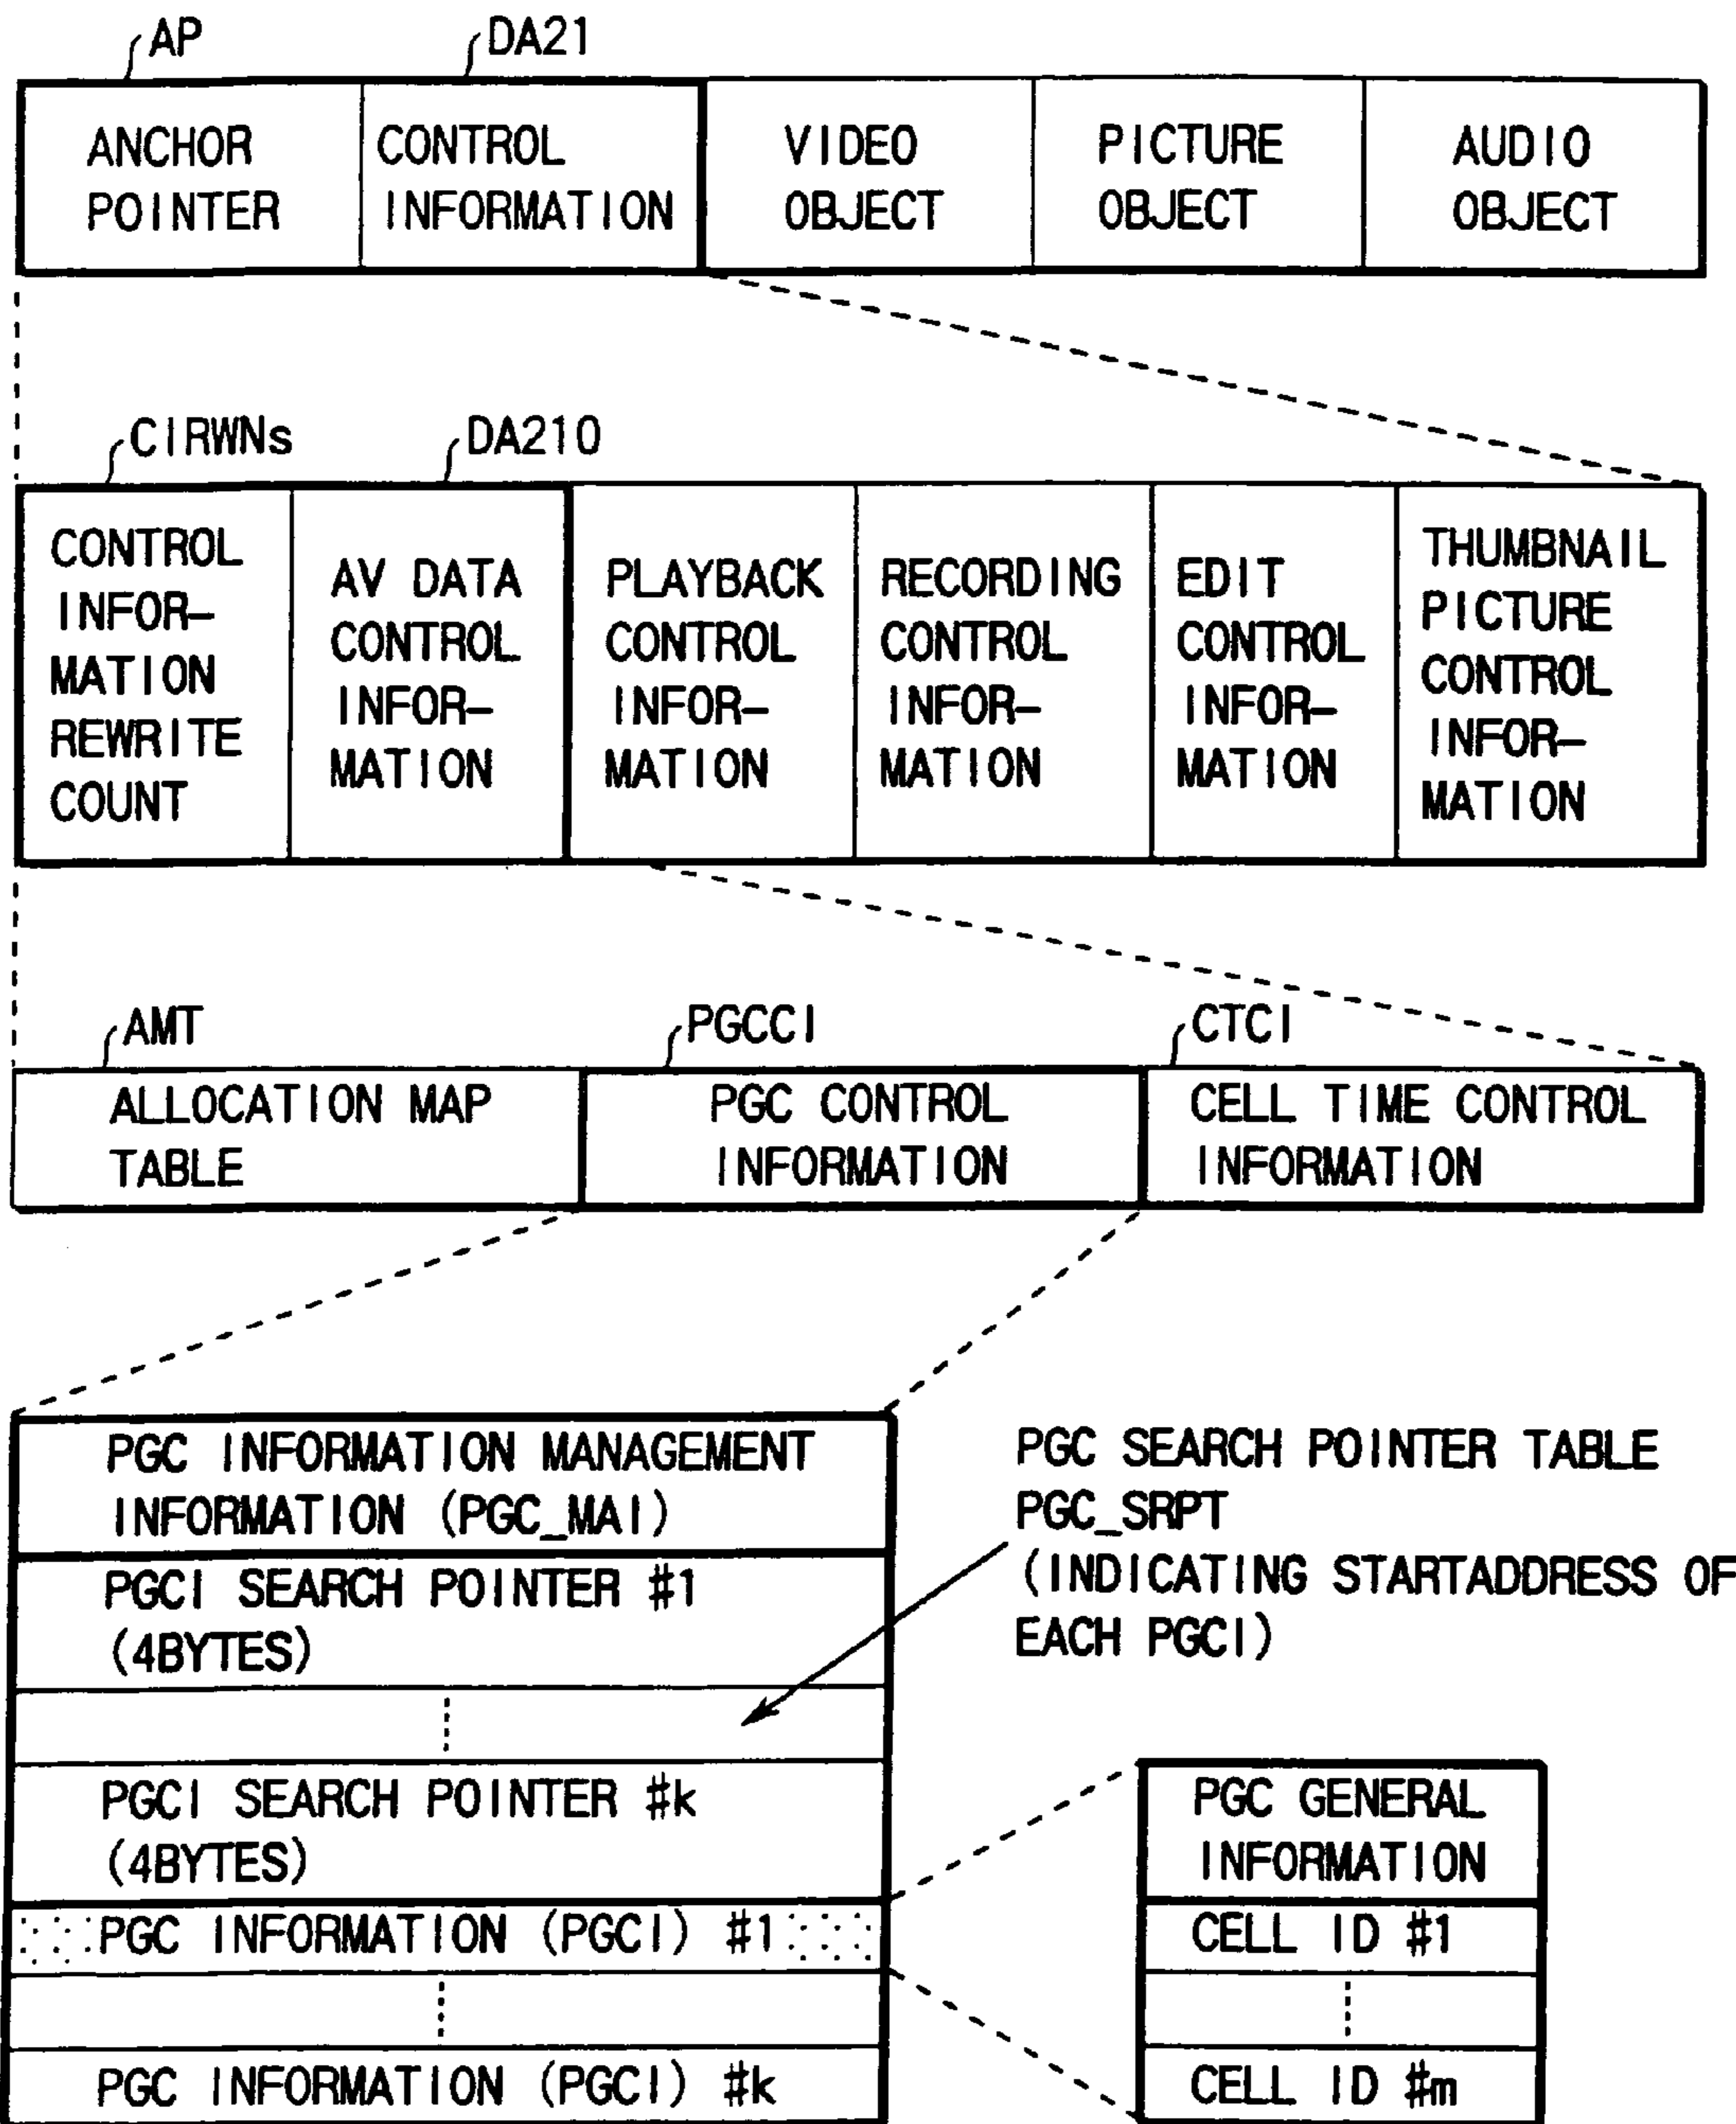 AP
DA21
ANCHOR
POINTER
CONTROL
INFORMATION
VIDEO
OBJECT
PICTURE
OBJECT
AUDIO
OBJECT
CIRWNs
DA210
CONTROL
INFOR-
MATION
REWRITE
COUNT
AV DATA
CONTROL
INFOR-
MATION
PLAYBACK
CONTROL
INFOR-
MATION
RECORDING
CONTROL
INFOR-
MATION
EDIT
CONTROL
INFOR-
MATION
THUMBNAIL
PICTURE
CONTROL
INFOR-
MATION
AMT
PGCCI
CTCI
ALLOCATION MAP
TABLE
PGC CONTROL
INFORMATION
CELL TIME CONTROL
INFORMATION
PGC INFORMATION MANAGEMENT
INFORMATION (PGC_MAI)
PGCI SEARCH POINTER #1
(4BYTES)
PGCI SEARCH POINTER #k
(4BYTES)
PGC INFORMATION (PGCI) #1
PGC INFORMATION (PGCI) #k
PGC SEARCH POINTER TABLE
PGC_SRPT
(INDICATING STARTADDRESS OF
EACH PGCI)
PGC GENERAL
INFORMATION
CELL ID #1
CELL ID #m